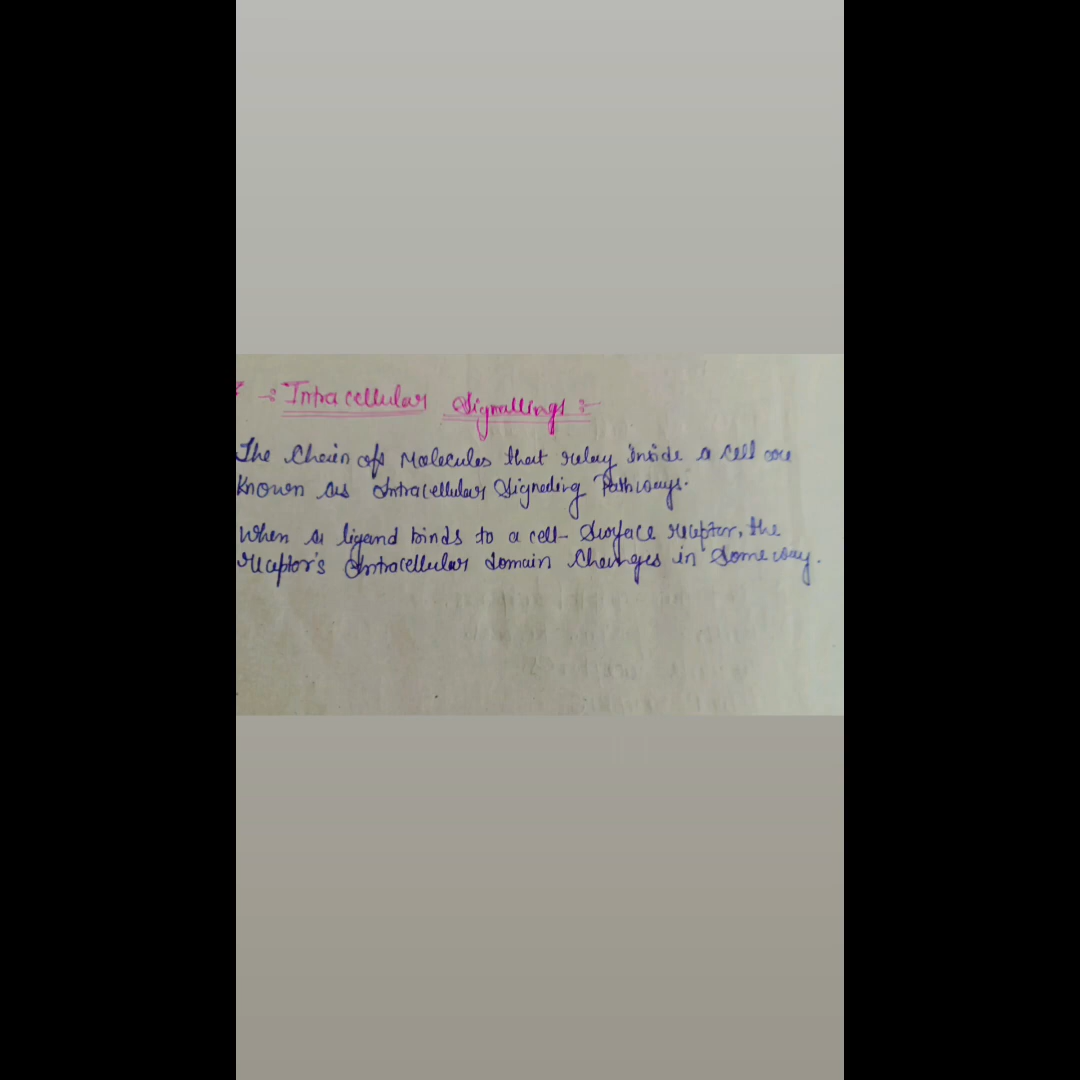 -: Intracellular Signallings :-
The Chain of Molecules that relay inside a cell are
Known as Intracellular Signaling Pathways.
When a ligand binds to a cell- Surface receptor, the
receptor's Intracellular domain Changes in Some way.